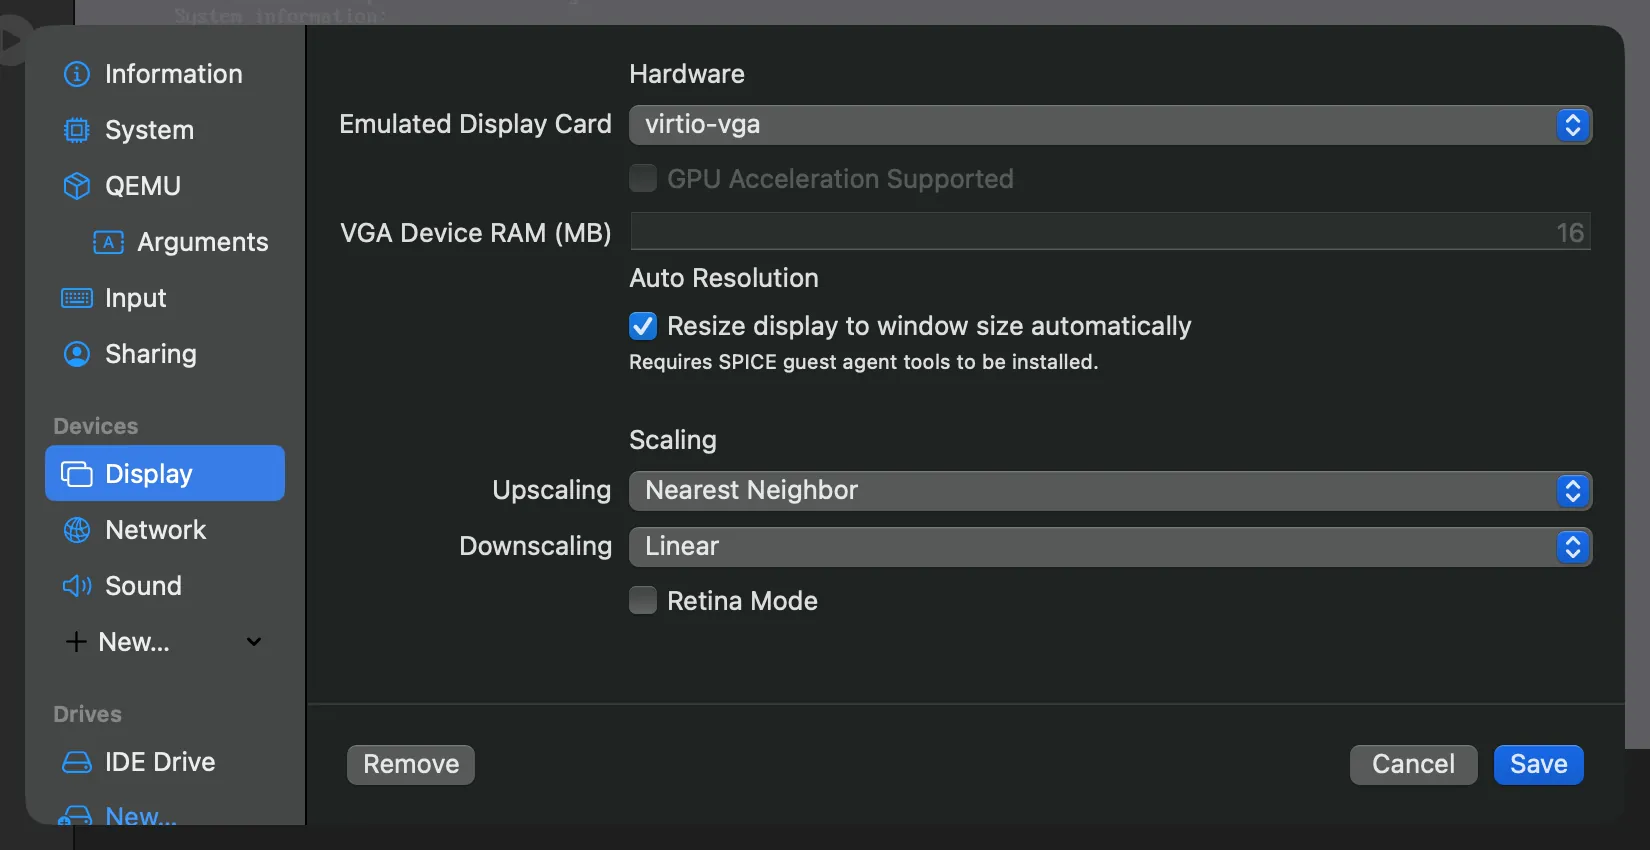 System information:
Information
System
QEMU
Arguments
Input
Sharing
Devices
Display
Network
Sound
New...
Drives
IDE Drive
New...
Hardware
Emulated Display Card
virtio-vga
GPU Acceleration Supported
VGA Device RAM (MB)
16
Auto Resolution
Resize display to window size automatically
Requires SPICE guest agent tools to be installed.
Scaling
Upscaling
Nearest Neighbor
Downscaling
Linear
Retina Mode
Remove
Cancel
Save